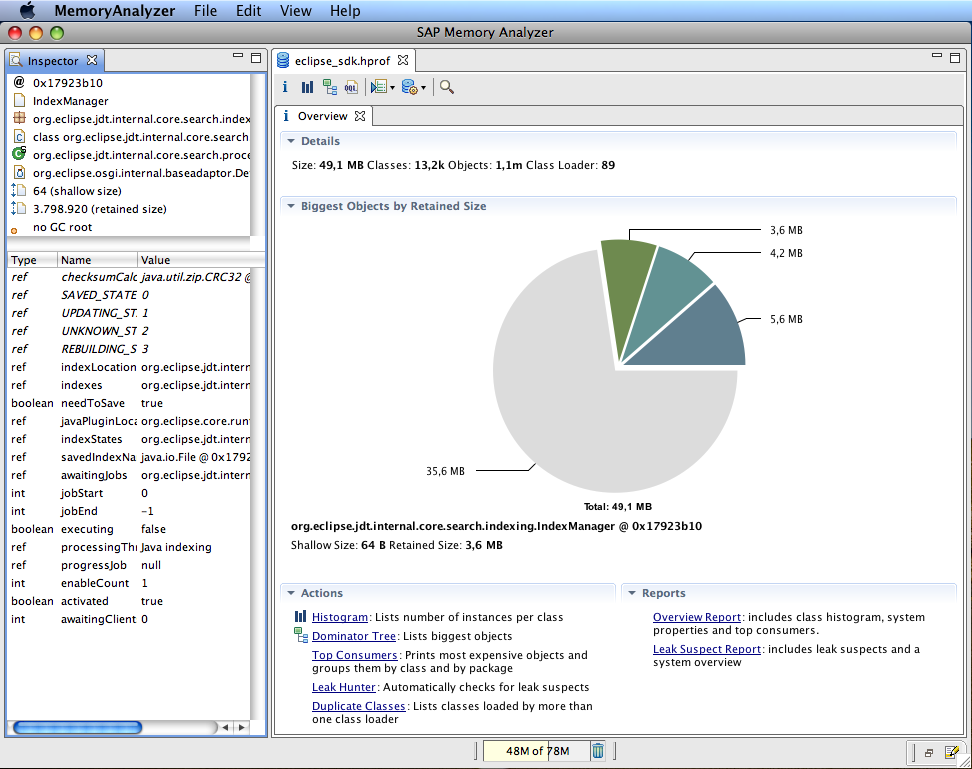 MemoryAnalyzer File Edit View Help
SAP Memory Analyzer
Inspector
@ 0x17923b10
IndexManager
org.eclipse.jdt.internal.core.search.index
class org.eclipse.jdt.internal.core.search
org.eclipse.jdt.internal.core.search.proce
org.eclipse.osgi.internal.baseadaptor.De
64 (shallow size)
3.798.920 (retained size)
no GC root
Type Name Value
ref checksumCalc java.util.zip.CRC32 @
ref SAVED_STATE 0
ref UPDATING_ST. 1
ref UNKNOWN_ST 2
ref REBUILDING_S 3
ref indexLocation org.eclipse.jdt.intern
ref indexes org.eclipse.jdt.intern
boolean needToSave true
ref javaPluginLoca org.eclipse.core.runt
ref indexStates org.eclipse.jdt.intern
ref savedIndexNa java.io.File @ 0x1792
ref awaitingJobs org.eclipse.jdt.intern
int jobStart 0
int jobEnd -1
boolean executing false
ref processingThr Java indexing
ref progressJob null
int enableCount 1
boolean activated true
int awaitingClient 0
eclipse_sdk.hprof
i OQL
i Overview
Details
Size: 49,1 MB Classes: 13,2k Objects: 1,1m Class Loader: 89
Biggest Objects by Retained Size
3,6 MB
4,2 MB
5,6 MB
35,6 MB
Total: 49,1 MB
org.eclipse.jdt.internal.core.search.indexing.IndexManager @ 0x17923b10
Shallow Size: 64 B Retained Size: 3,6 MB
Actions
Histogram: Lists number of instances per class
Dominator Tree: Lists biggest objects
Top Consumers: Prints most expensive objects and
groups them by class and by package
Leak Hunter: Automatically checks for leak suspects
Duplicate Classes: Lists classes loaded by more than
one class loader
Reports
Overview Report: includes class histogram, system
properties and top consumers.
Leak Suspect Report: includes leak suspects and a
system overview
48M of 78M